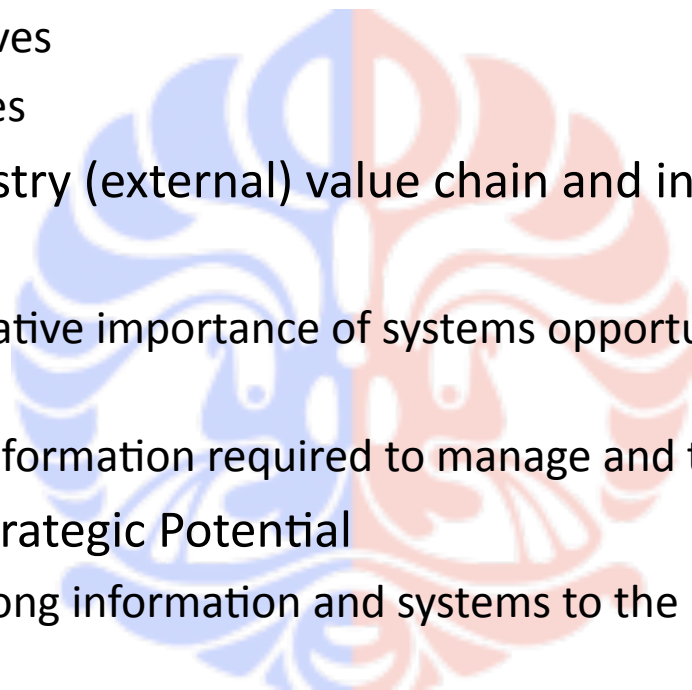 ves
es
stry (external) value chain and in
ative importance of systems opportu
formation required to manage and t
rategic Potential
ong information and systems to the